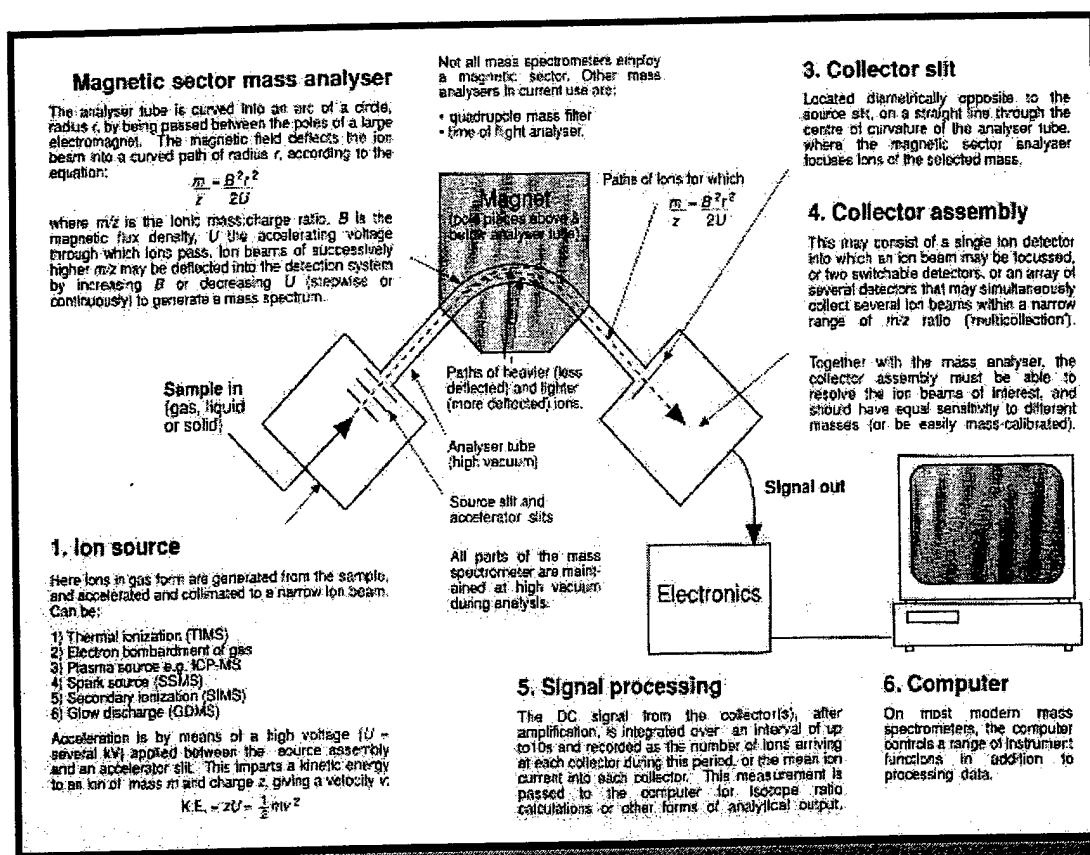 Magnetic sector mass analyser
The analyser tube is curved into an arc of a circle,
radius r, by being passed between the poles of a large
electromagnet. The magnetic field deflects the ion
beam into a curved path of radius r, according to the
equation:
m/z = B²r²/2U
where m/z is the ionic mass:charge ratio, B is the
magnetic flux density, U the accelerating voltage
through which ions pass. Ion beams of successively
higher m/z may be deflected into the detection system
by increasing B or decreasing U (stepwise or
continuously) to generate a mass spectrum.
Not all mass spectrometers employ
a magnetic sector. Other mass
analysers in current use are:
• quadrupole mass filter
• time of flight analyser.
Magnet
(pole pieces above &
below analyser tube)
Paths of ions for which
m/z = B²r²/2U
3. Collector slit
Located diametrically opposite to the
source slit, on a straight line through the
centre of curvature of the analyser tube,
where the magnetic sector analyser
focuses ions of the selected mass.
4. Collector assembly
This may consist of a single ion detector
into which an ion beam may be focussed,
or two switchable detectors, or an array of
several detectors that may simultaneously
collect several ion beams within a narrow
range of m/z ratio ('multicollection').
Together with the mass analyser, the
collector assembly must be able to
resolve the ion beams of interest, and
should have equal sensitivity to different
masses (or be easily mass-calibrated).
Sample in
(gas, liquid
or solid)
Paths of heavier (less
deflected) and lighter
(more deflected) ions.
Analyser tube
(high vacuum)
Source slit and
accelerator slits
All parts of the mass
spectrometer are main-
tained at high vacuum
during analysis.
Signal out
Electronics
1. Ion source
Here ions in gas form are generated from the sample,
and accelerated and collimated to a narrow ion beam.
Can be:
1) Thermal ionization (TIMS)
2) Electron bombardment of gas
3) Plasma source e.g. ICP-MS
4) Spark source (SSMS)
5) Secondary ionization (SIMS)
6) Glow discharge (GDMS)
Acceleration is by means of a high voltage (U =
several kV) applied between the source assembly
and an accelerator slit. This imparts a kinetic energy
to an ion of mass m and charge z, giving a velocity v:
K.E. = zU = ½mv²
5. Signal processing
The DC signal from the collector(s), after
amplification, is integrated over an interval of up
to10s and recorded as the number of ions arriving
at each collector during this period, or the mean ion
current into each collector. This measurement is
passed to the computer for isotope ratio
calculations or other forms of analytical output.
6. Computer
On most modern mass
spectrometers, the computer
controls a range of instrument
functions in addition to
processing data.